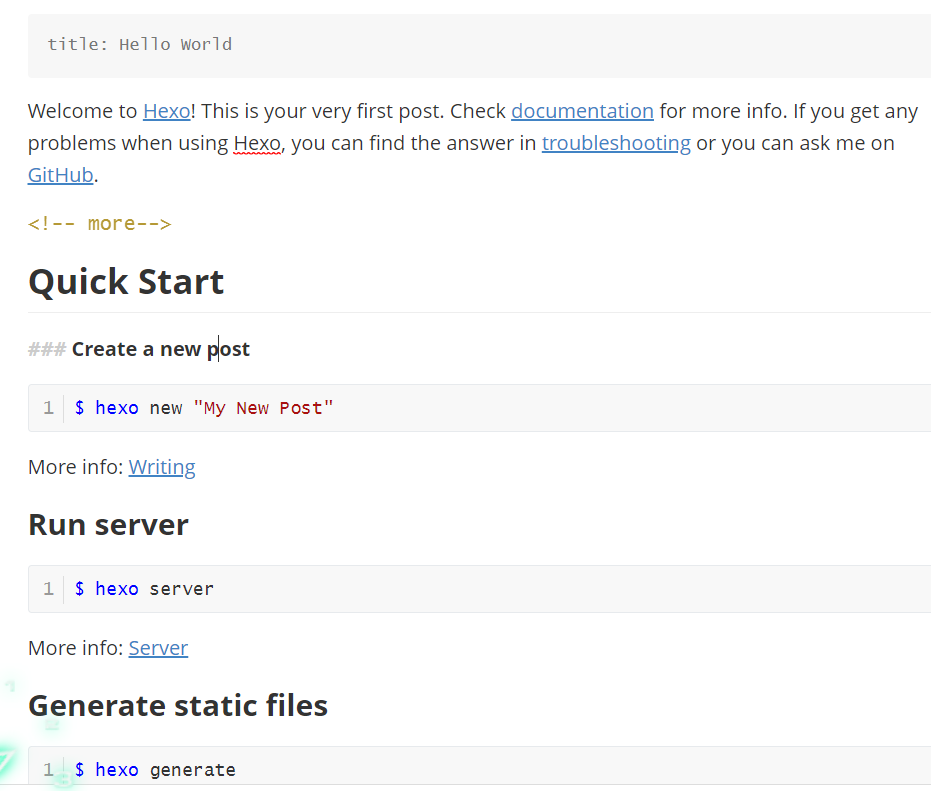 title: Hello World
Welcome to Hexo! This is your very first post. Check documentation for more info. If you get any
problems when using Hexo, you can find the answer in troubleshooting or you can ask me on
GitHub.
<!-- more-->
Quick Start
### Create a new post
1 $ hexo new "My New Post"
More info: Writing
Run server
1 $ hexo server
More info: Server
Generate static files
1 $ hexo generate